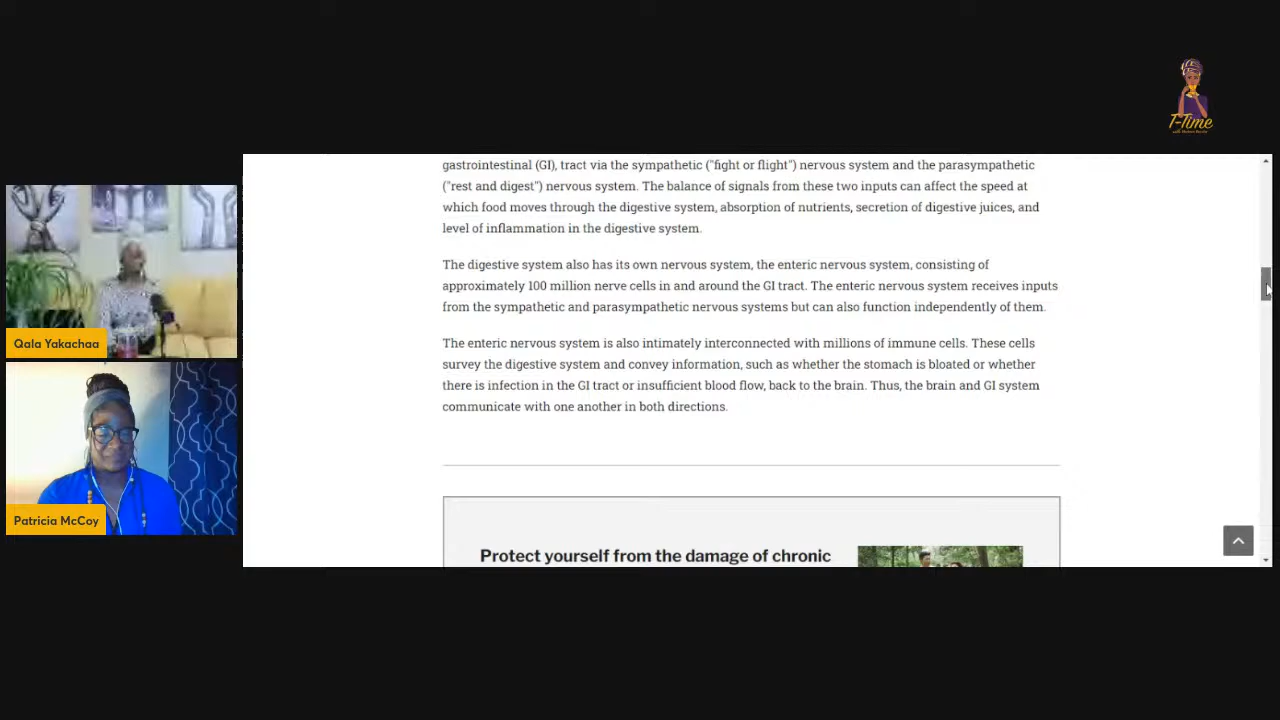 T-Time
gastrointestinal (GI), tract via the sympathetic ("fight or flight") nervous system and the parasympathetic
("rest and digest") nervous system. The balance of signals from these two inputs can affect the speed at
which food moves through the digestive system, absorption of nutrients, secretion of digestive juices, and
level of inflammation in the digestive system.
The digestive system also has its own nervous system, the enteric nervous system, consisting of
approximately 100 million nerve cells in and around the GI tract. The enteric nervous system receives inputs
from the sympathetic and parasympathetic nervous systems but can also function independently of them.
The enteric nervous system is also intimately interconnected with millions of immune cells. These cells
survey the digestive system and convey information, such as whether the stomach is bloated or whether
there is infection in the GI tract or insufficient blood flow, back to the brain. Thus, the brain and GI system
communicate with one another in both directions.
Protect yourself from the damage of chronic
Qala Yakachaa
Patricia McCoy